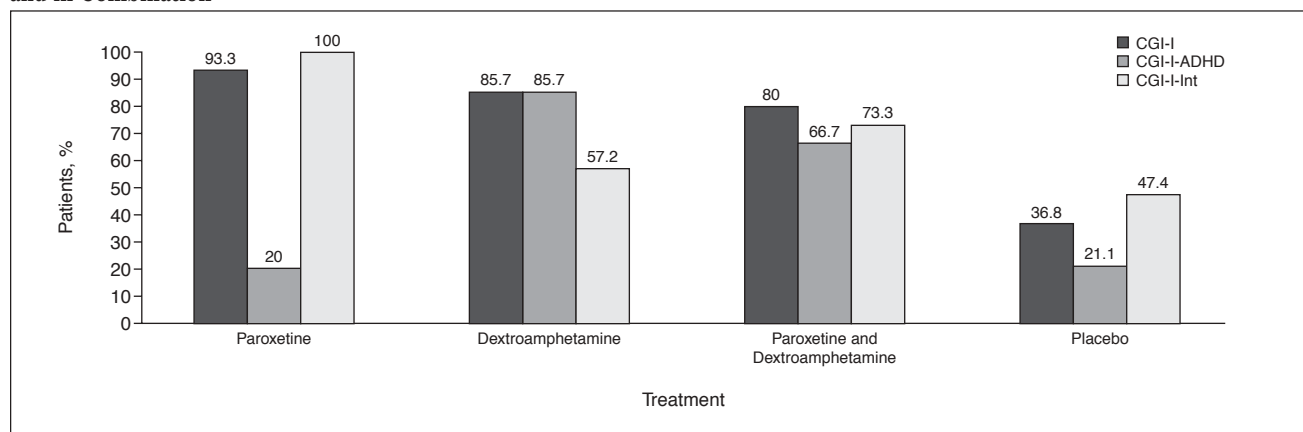 and in Combination
CGI-I
CGI-I-ADHD
CGI-I-Int
Patients, %
100
90
80
70
60
50
40
30
20
10
0
93.3
20
100
85.7
85.7
57.2
80
66.7
73.3
36.8
21.1
47.4
Paroxetine
Dextroamphetamine
Paroxetine and
Dextroamphetamine
Placebo
Treatment